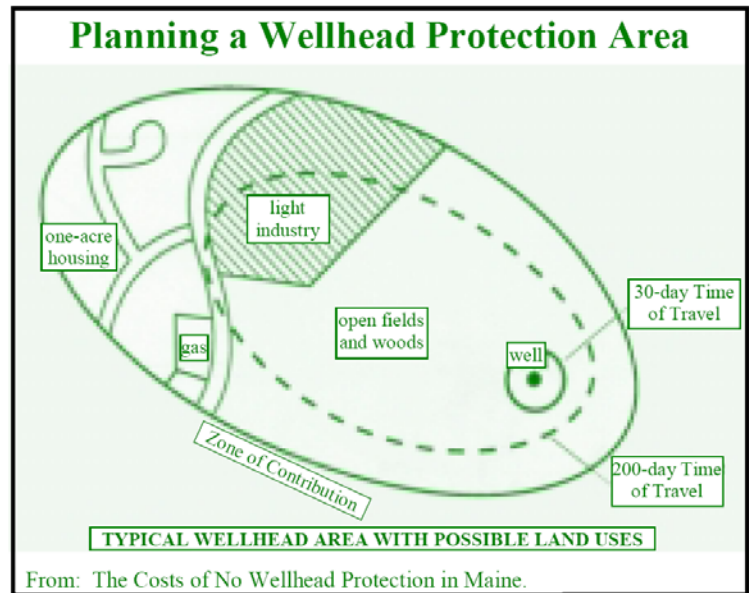 Planning a Wellhead Protection Area
light
industry
one-acre
housing
30-day Time
of Travel
open fields
and woods
gas
well
Zone of Contribution
200-day Time
of Travel
TYPICAL WELLHEAD AREA WITH POSSIBLE LAND USES
From: The Costs of No Wellhead Protection in Maine.